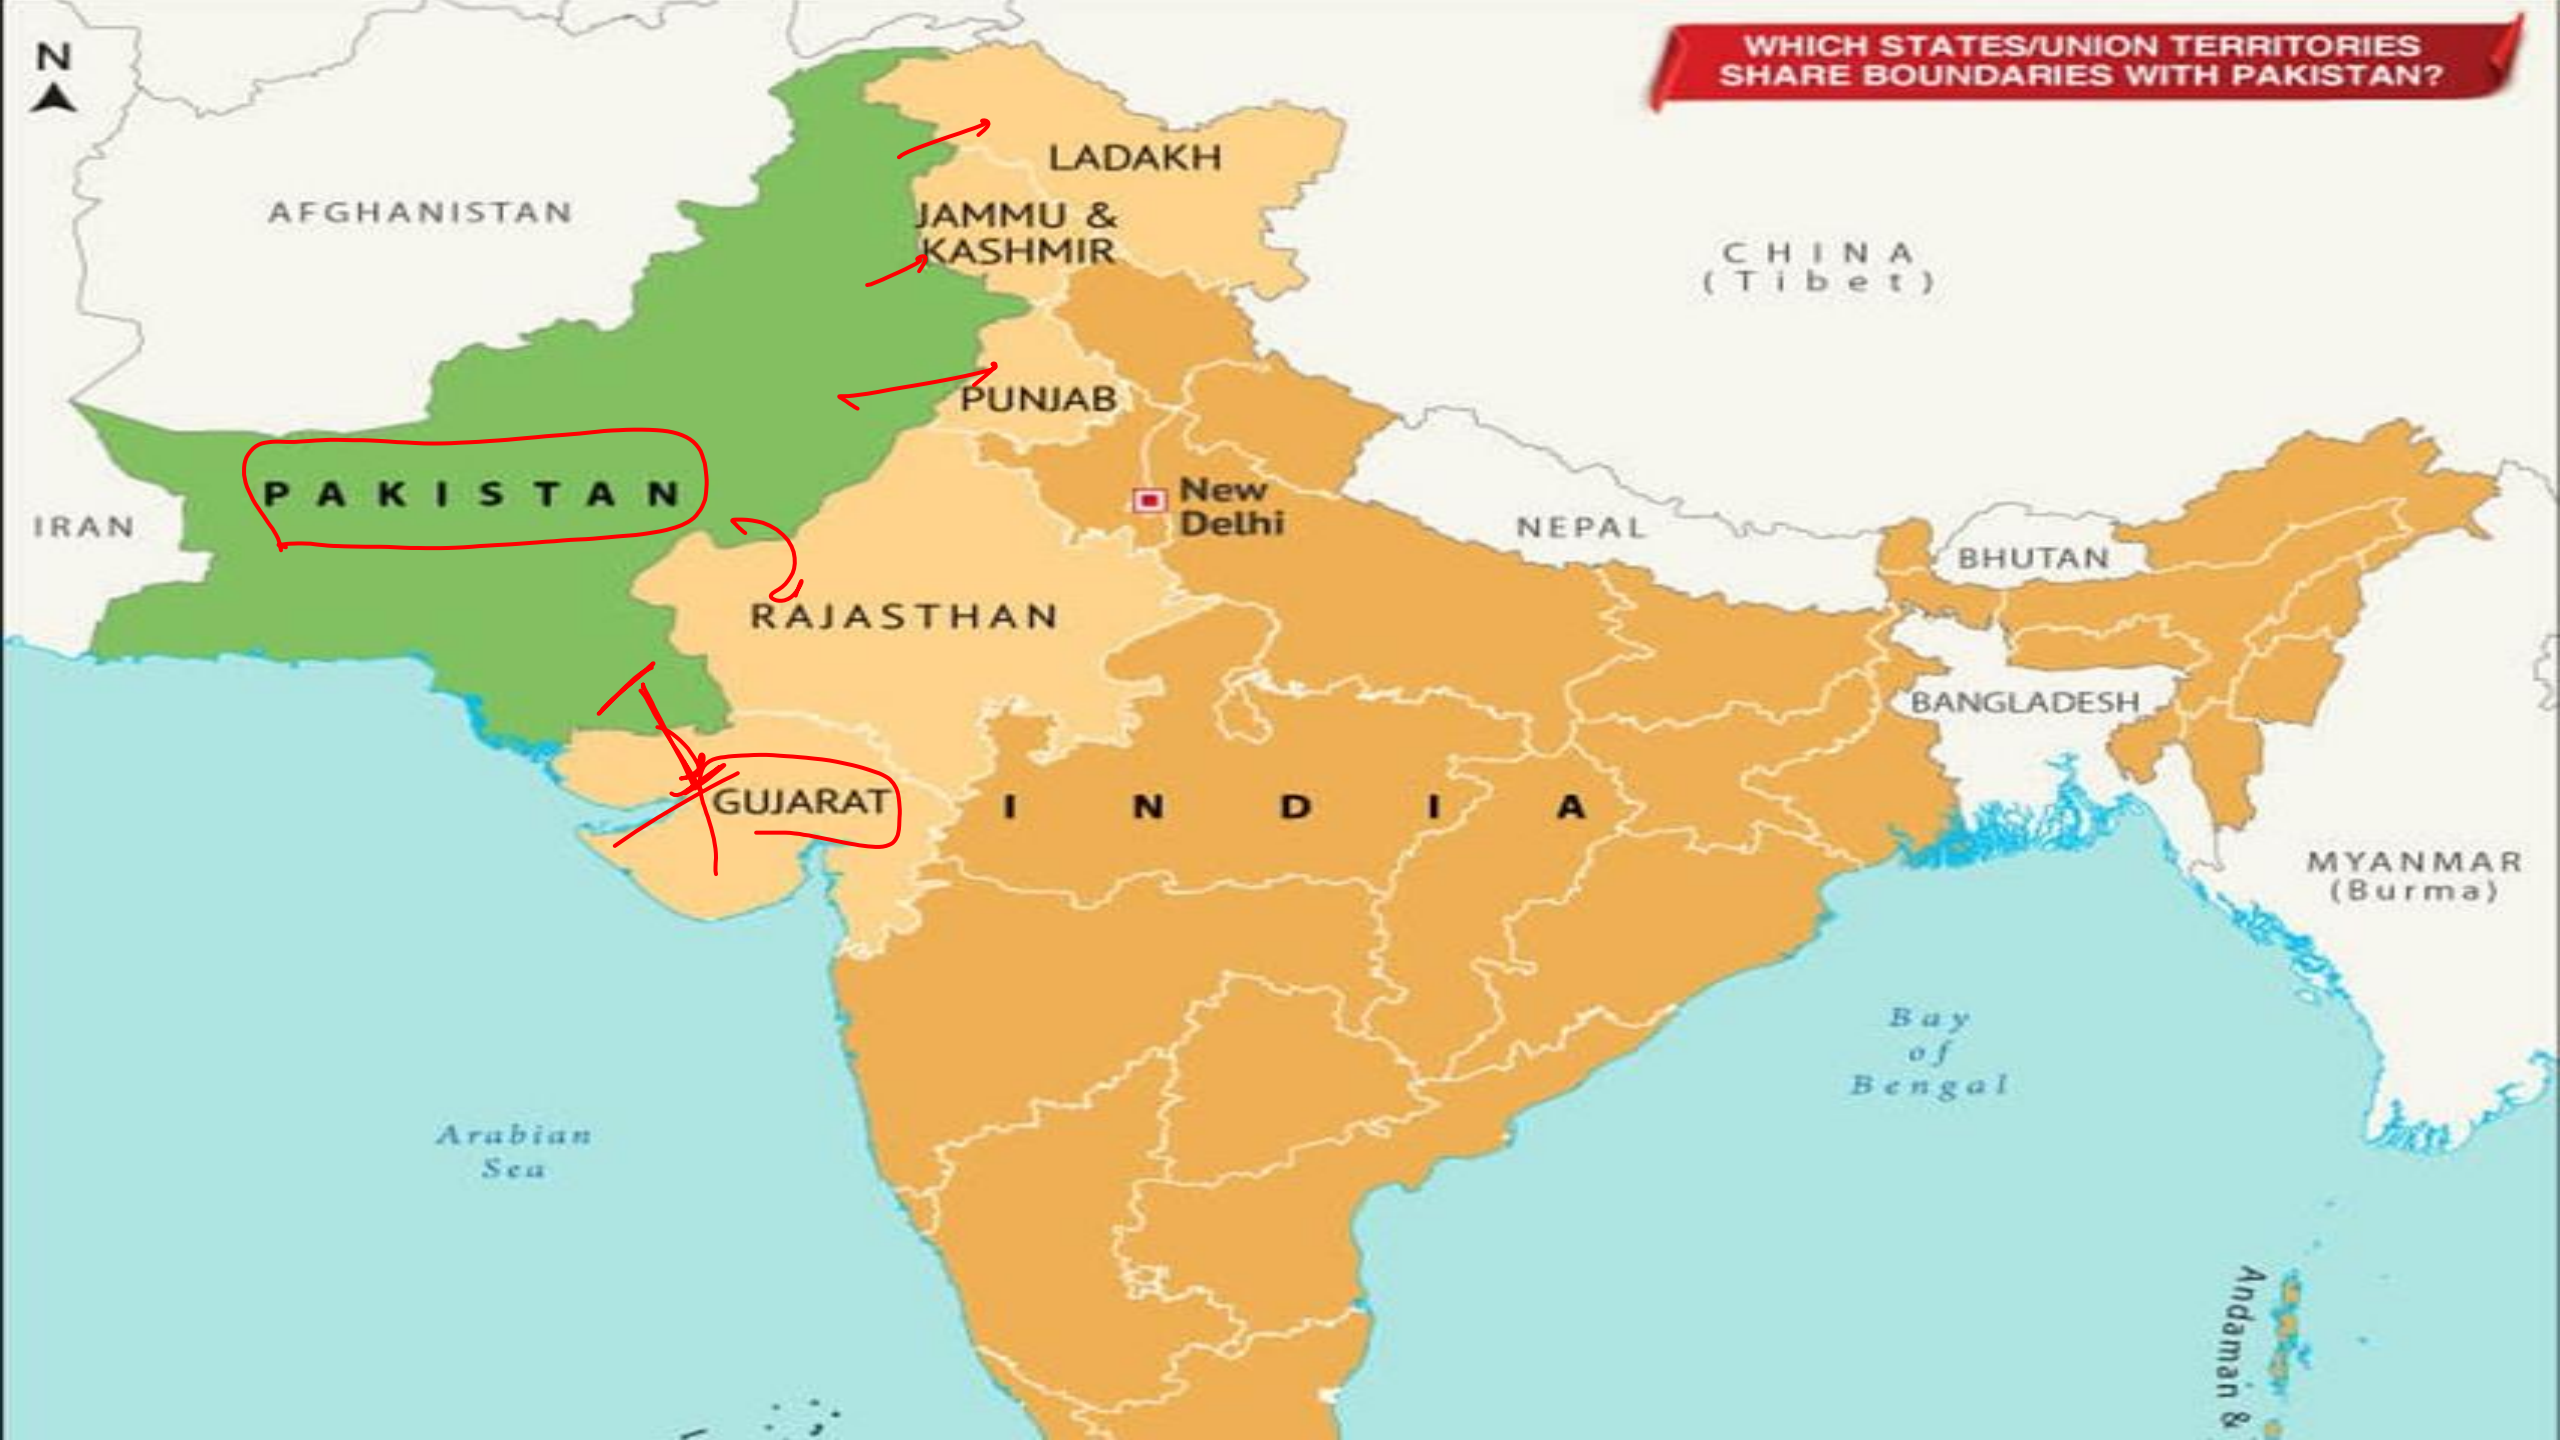 N
WHICH STATES/UNION TERRITORIES
SHARE BOUNDARIES WITH PAKISTAN?
LADAKH
AFGHANISTAN
JAMMU &
KASHMIR
CHINA
(Tibet)
PUNJAB
PAKISTAN
New
Delhi
IRAN
NEPAL
BHUTAN
RAJASTHAN
BANGLADESH
GUJARAT
INDIA
MYANMAR
(Burma)
Bay
of
Bengal
Arabian
Sea
Andaman &